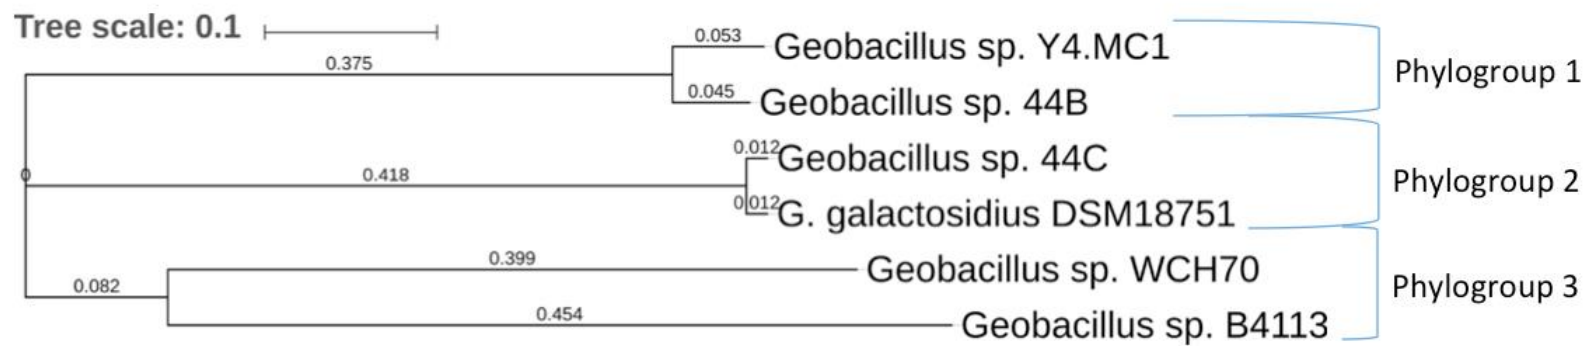 Tree scale: 0.1
0.053
Geobacillus sp. Y4.MC1
0.375
Phylogroup 1
0.045
Geobacillus sp. 44B
0.012
Geobacillus sp. 44C
0
0.418
Phylogroup 2
0.012
G. galactosidius DSM18751
0.399
Geobacillus sp. WCH70
0.082
Phylogroup 3
0.454
Geobacillus sp. B4113